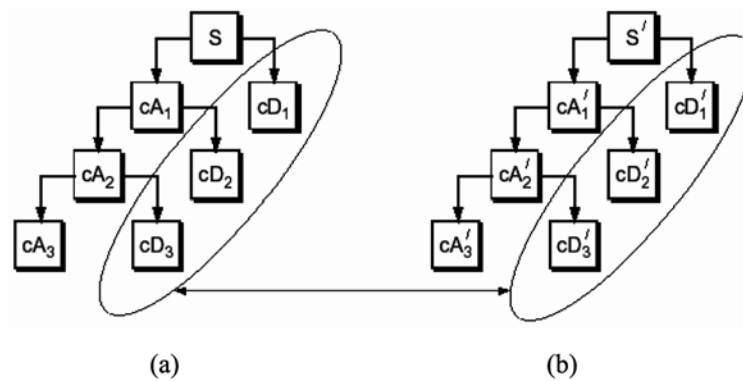 S
S′
cA₁
cD₁
cA₁′
cD₁′
cA₂
cD₂
cA₂′
cD₂′
cA₃
cD₃
cA₃′
cD₃′
(a)
(b)